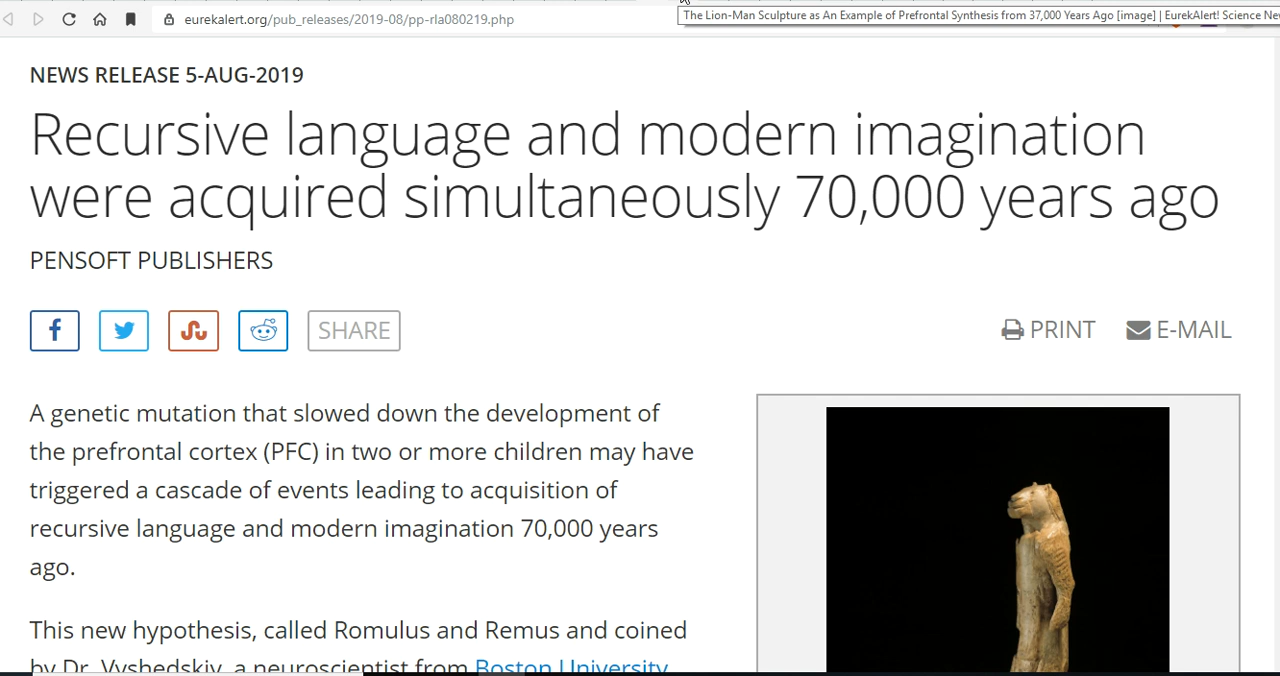 eurekalert.org/pub_releases/2019-08/pp-rla080219.php
The Lion-Man Sculpture as An Example of Prefrontal Synthesis from 37,000 Years Ago [image] | EurekAlert! Science Ne
NEWS RELEASE 5-AUG-2019
Recursive language and modern imagination
were acquired simultaneously 70,000 years ago
PENSOFT PUBLISHERS
SHARE
PRINT
E-MAIL
A genetic mutation that slowed down the development of
the prefrontal cortex (PFC) in two or more children may have
triggered a cascade of events leading to acquisition of
recursive language and modern imagination 70,000 years
ago.
This new hypothesis, called Romulus and Remus and coined
by Dr. Vyshedskiy, a neuroscientist from Boston University,